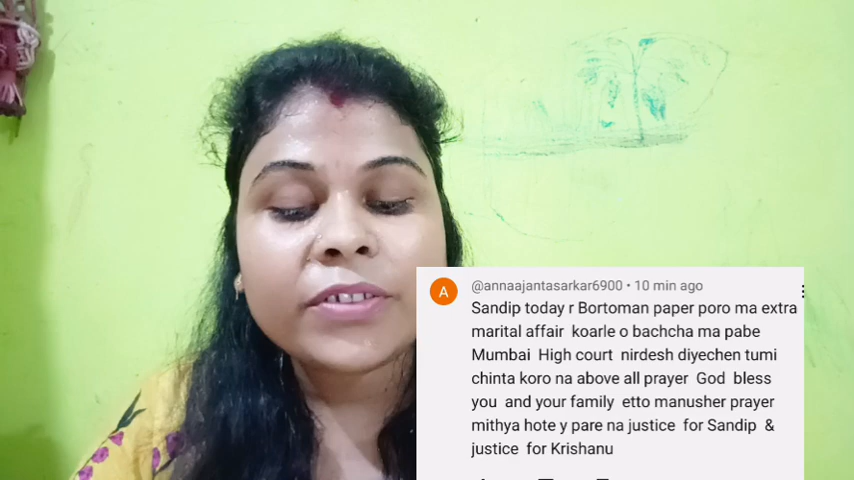 A
@annaajantasarkar6900 • 10 min ago
Sandip today r Bortoman paper poro ma extra
marital affair koarle o bachcha ma pabe
Mumbai High court nirdesh diyechen tumi
chinta koro na above all prayer God bless
you and your family etto manusher prayer
mithya hote y pare na justice for Sandip &
justice for Krishanu